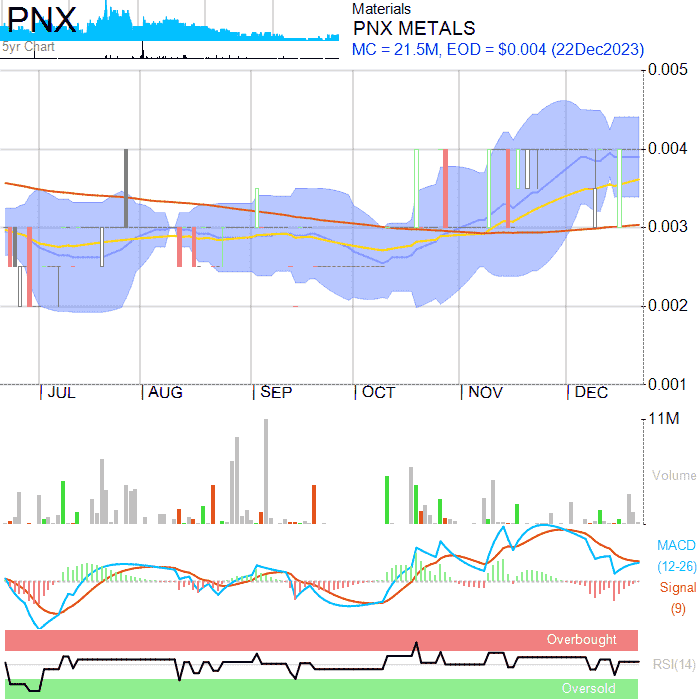 PNX
5yr Chart
Materials
PNX METALS
MC = 21.5M, EOD = $0.004 (22Dec2023)
0.005
0.004
0.003
0.002
0.001
JUL AUG SEP OCT NOV DEC
11M
Volume
MACD
(12-26)
Signal
(9)
Overbought
RSI(14)
Oversold